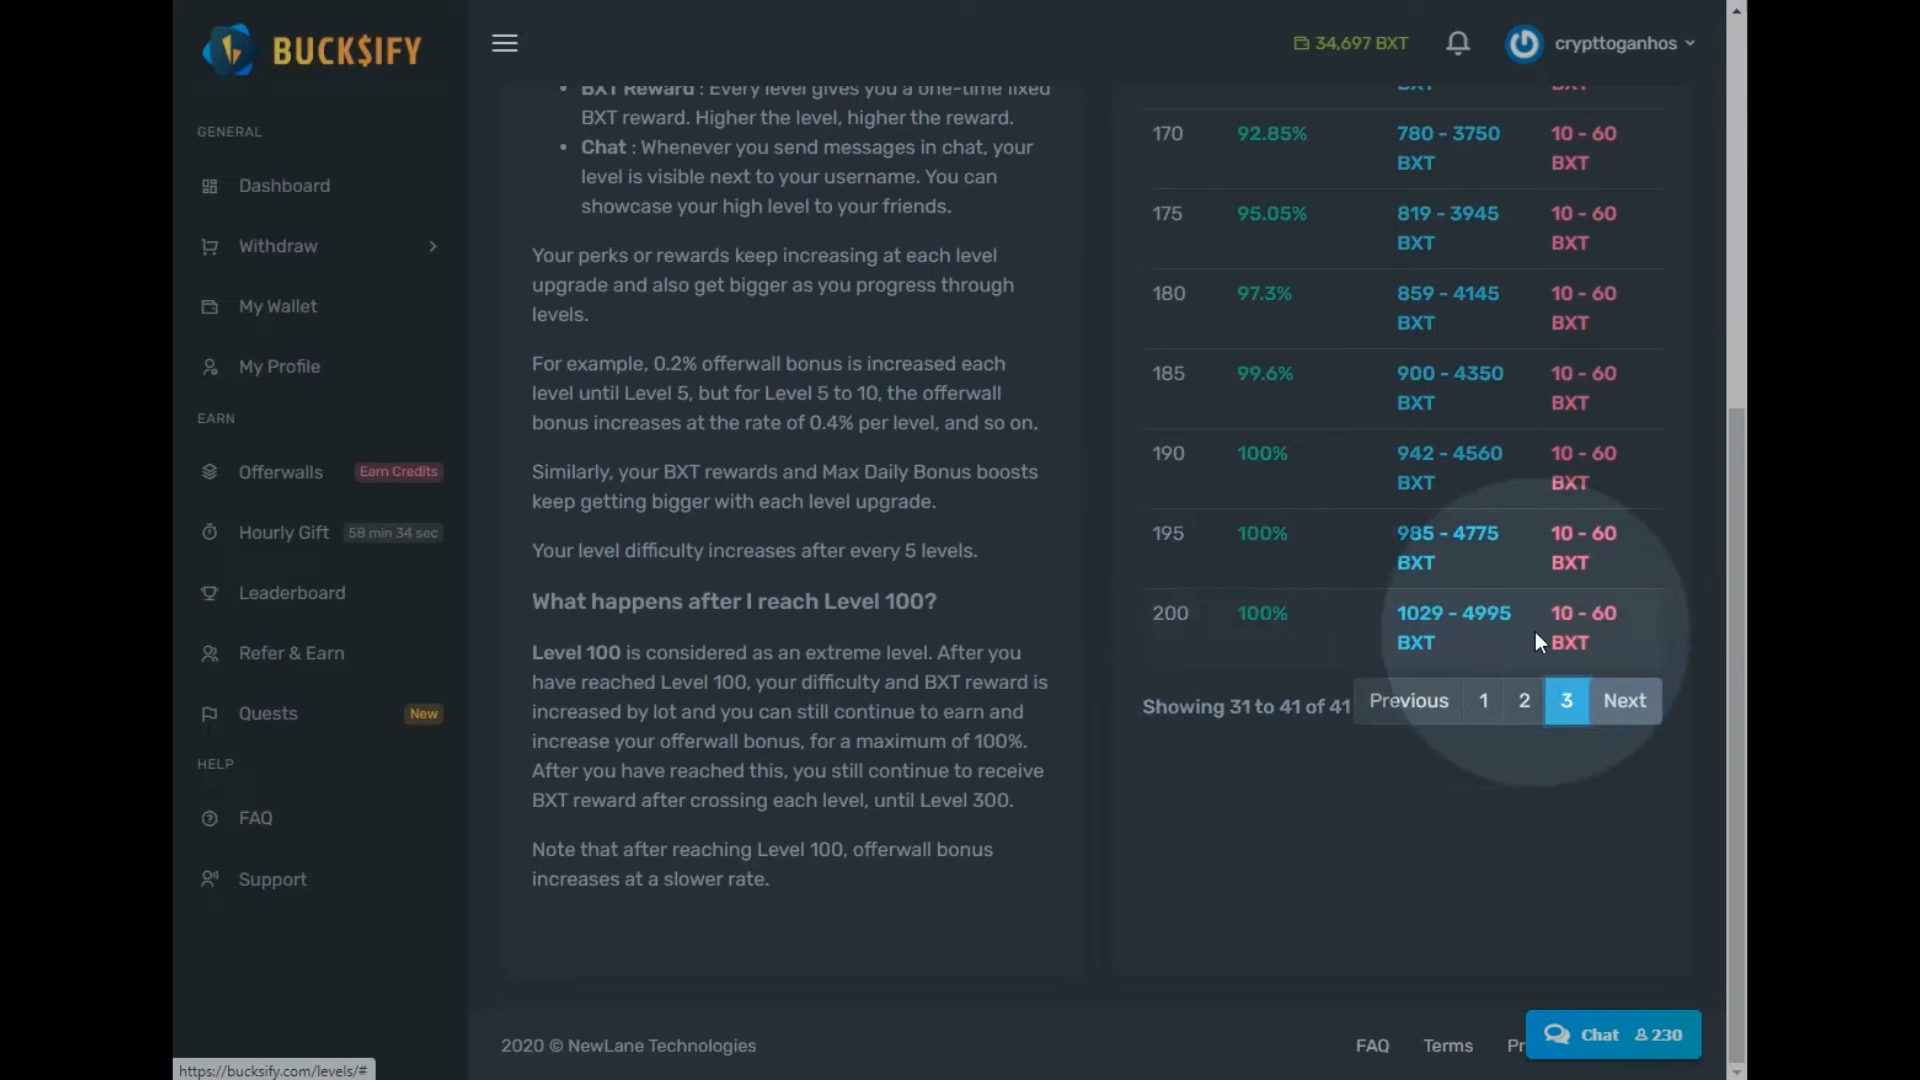 BUCK$IFY
34,697 BXT
crypttoganhos
GENERAL
Dashboard
Withdraw
My Wallet
My Profile
EARN
Offerwalls Earn Credits
Hourly Gift 58 min 34 sec
Leaderboard
Refer & Earn
Quests New
HELP
FAQ
Support
BXT Reward : Every level gives you a one-time fixed
BXT reward. Higher the level, higher the reward.
Chat : Whenever you send messages in chat, your
level is visible next to your username. You can
showcase your high level to your friends.
Your perks or rewards keep increasing at each level
upgrade and also get bigger as you progress through
levels.
For example, 0.2% offerwall bonus is increased each
level until Level 5, but for Level 5 to 10, the offerwall
bonus increases at the rate of 0.4% per level, and so on.
Similarly, your BXT rewards and Max Daily Bonus boosts
keep getting bigger with each level upgrade.
Your level difficulty increases after every 5 levels.
What happens after I reach Level 100?
Level 100 is considered as an extreme level. After you
have reached Level 100, your difficulty and BXT reward is
increased by lot and you can still continue to earn and
increase your offerwall bonus, for a maximum of 100%.
After you have reached this, you still continue to receive
BXT reward after crossing each level, until Level 300.
Note that after reaching Level 100, offerwall bonus
increases at a slower rate.
BXT BXT
170 92.85% 780 - 3750 10 - 60
BXT BXT
175 95.05% 819 - 3945 10 - 60
BXT BXT
180 97.3% 859 - 4145 10 - 60
BXT BXT
185 99.6% 900 - 4350 10 - 60
BXT BXT
190 100% 942 - 4560 10 - 60
BXT BXT
195 100% 985 - 4775 10 - 60
BXT BXT
200 100% 1029 - 4995 10 - 60
BXT BXT
Showing 31 to 41 of 41 Previous 1 2 3 Next
2020 © NewLane Technologies
FAQ Terms Pr
Chat 230
https://bucksify.com/levels/#